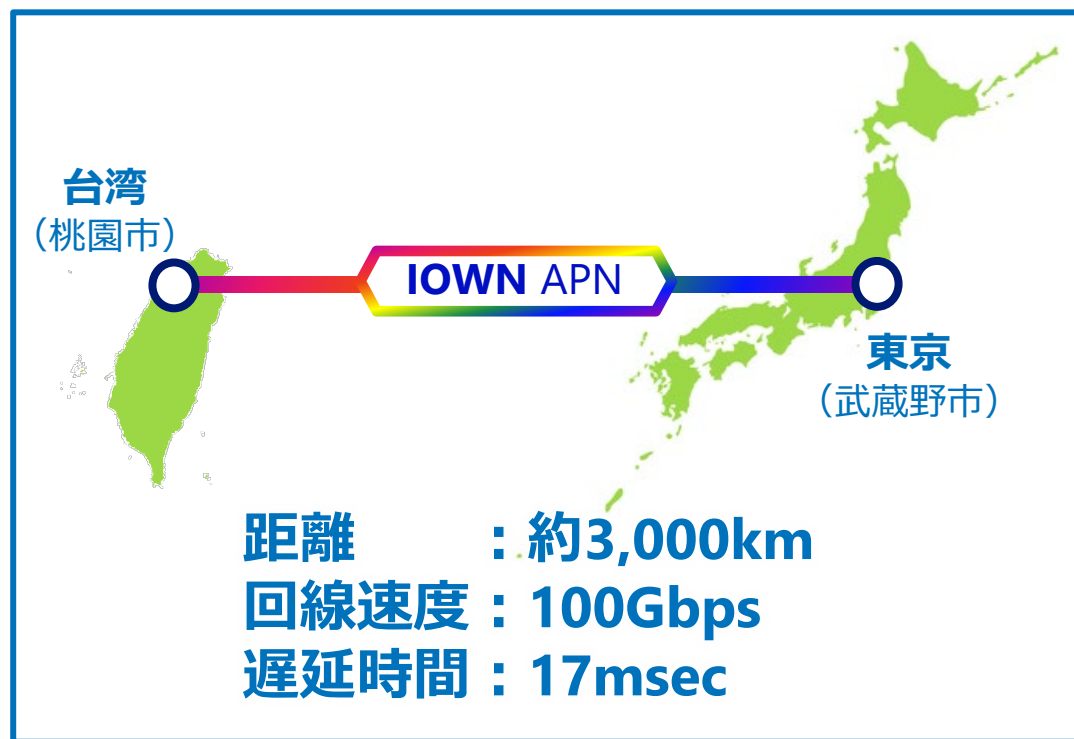 台湾
（桃園市）
IOWN APN
東京
（武蔵野市）
距離　　：約3,000km
回線速度：100Gbps
遅延時間：17msec